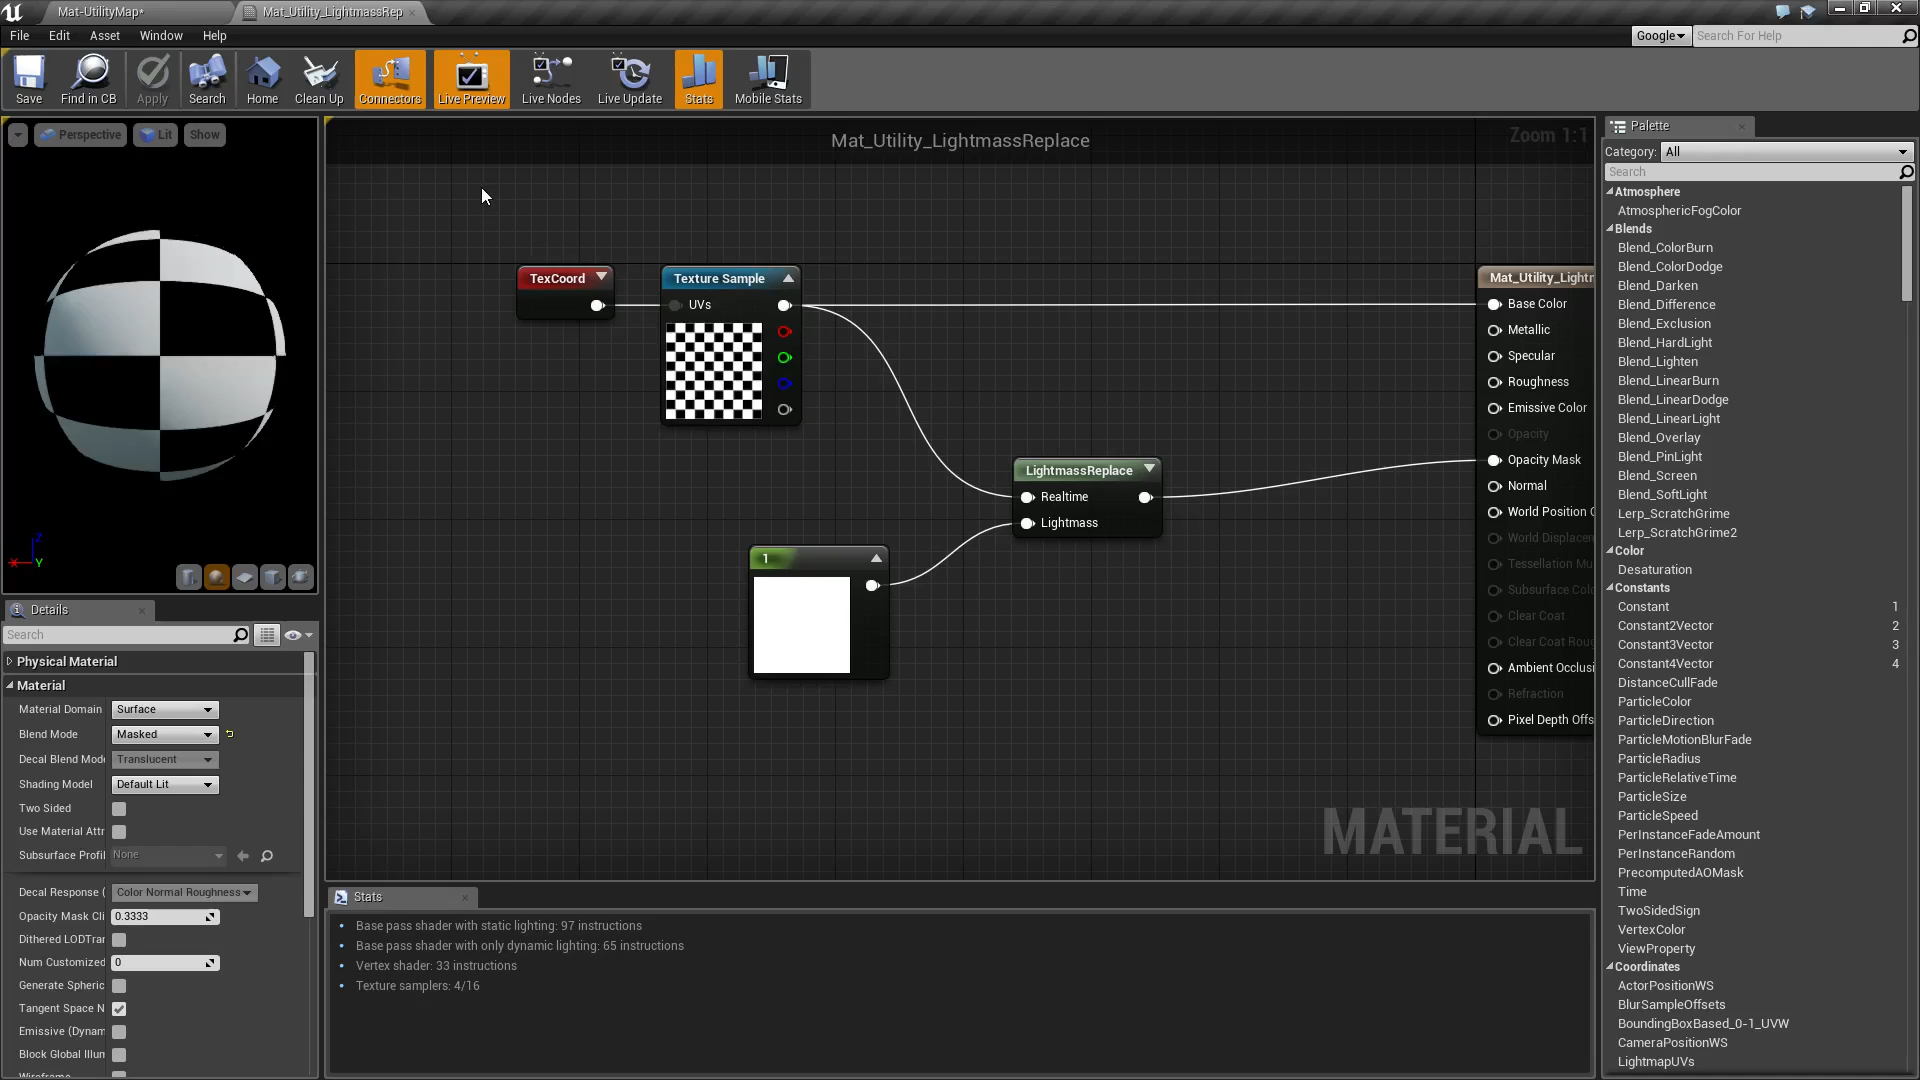 Mat-UtilityMap*
Mat_Utility_LightmassRep
File Edit Asset Window Help
Google
Search For Help
Save
Find in CB
Apply
Search
Home
Clean Up
Connectors
Live Preview
Live Nodes
Live Update
Stats
Mobile Stats
Perspective
Lit
Show
Z
X
Y
Mat_Utility_LightmassReplace
Zoom 1:1
TexCoord
Texture Sample
UVs
LightmassReplace
Realtime
Lightmass
1
Mat_Utility_Lightn
Base Color
Metallic
Specular
Roughness
Emissive Color
Opacity
Opacity Mask
Normal
World Position O
World Displacen
Tessellation Mu
Subsurface Colo
Clear Coat
Clear Coat Roug
Ambient Occlusi
Refraction
Pixel Depth Offs
MATERIAL
Details
Search
Physical Material
Material
Material Domain Surface
Blend Mode Masked
Decal Blend Mode Translucent
Shading Model Default Lit
Two Sided
Use Material Attr
Subsurface Profil None
Decal Response ( Color Normal Roughness
Opacity Mask Cli 0.3333
Dithered LODTrar
Num Customized 0
Generate Spheric
Tangent Space N
Emissive (Dynam
Block Global Illum
Wireframe
Stats
Base pass shader with static lighting: 97 instructions
Base pass shader with only dynamic lighting: 65 instructions
Vertex shader: 33 instructions
Texture samplers: 4/16
Palette
Category: All
Search
Atmosphere
AtmosphericFogColor
Blends
Blend_ColorBurn
Blend_ColorDodge
Blend_Darken
Blend_Difference
Blend_Exclusion
Blend_HardLight
Blend_Lighten
Blend_LinearBurn
Blend_LinearDodge
Blend_LinearLight
Blend_Overlay
Blend_PinLight
Blend_Screen
Blend_SoftLight
Lerp_ScratchGrime
Lerp_ScratchGrime2
Color
Desaturation
Constants
Constant 1
Constant2Vector 2
Constant3Vector 3
Constant4Vector 4
DistanceCullFade
ParticleColor
ParticleDirection
ParticleMotionBlurFade
ParticleRadius
ParticleRelativeTime
ParticleSize
ParticleSpeed
PerInstanceFadeAmount
PerInstanceRandom
PrecomputedAOMask
Time
TwoSidedSign
VertexColor
ViewProperty
Coordinates
ActorPositionWS
BlurSampleOffsets
BoundingBoxBased_0-1_UVW
CameraPositionWS
LightmapUVs